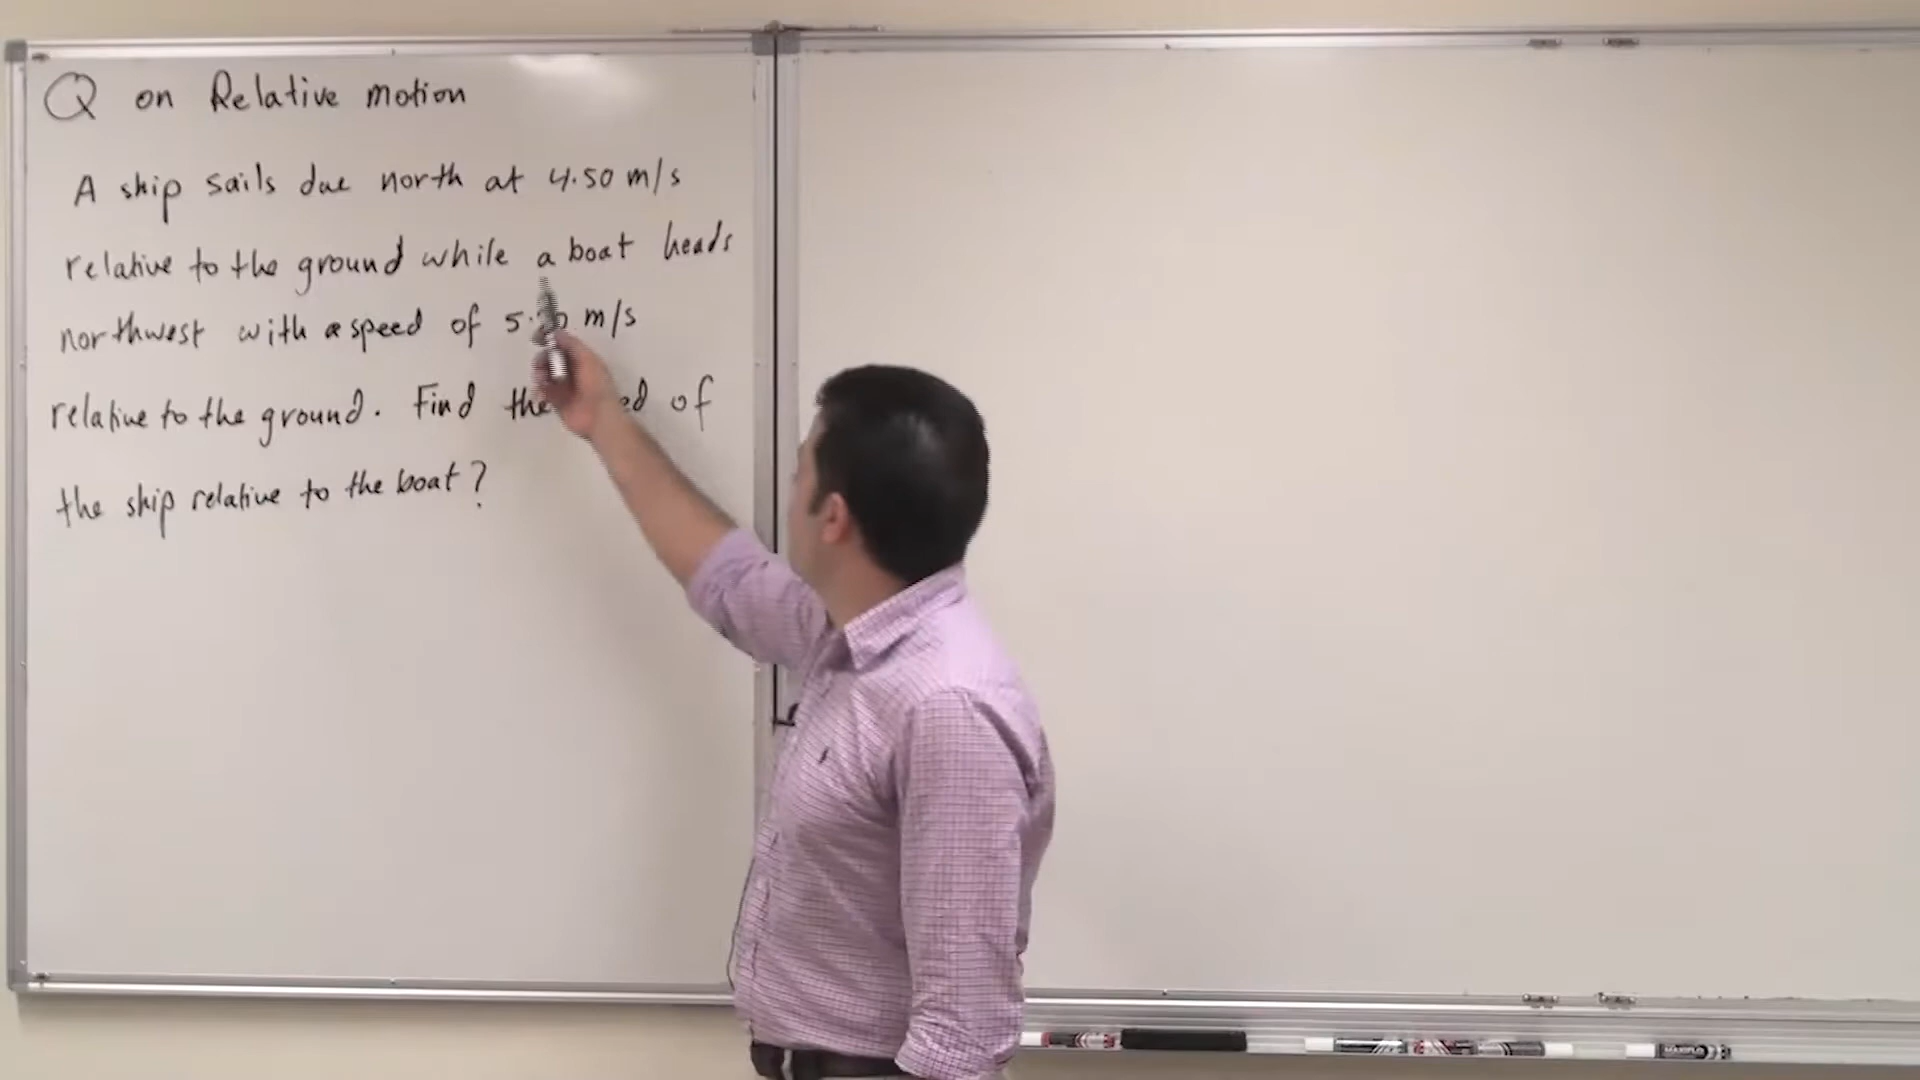 Q on Relative motion
A ship sails due north at 4.50 m/s
relative to the ground while a boat heads
northwest with a speed of m/s
relative to the ground. Find the of
the ship relative to the boat?